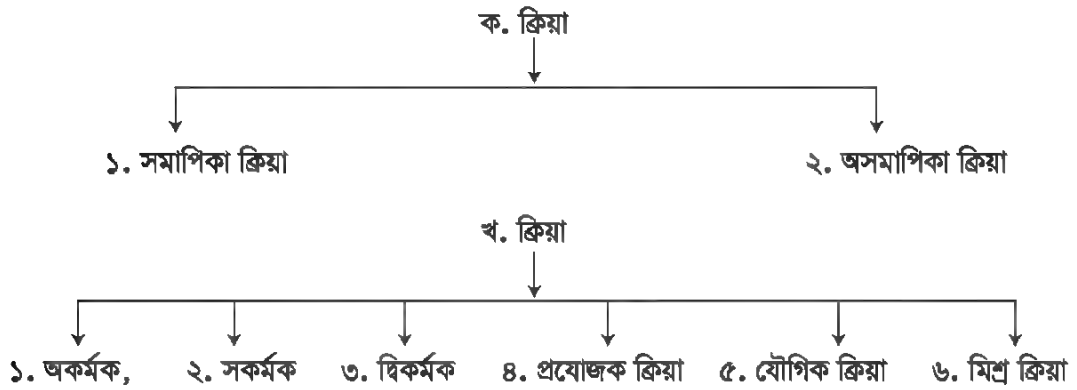 ক. ক্রিয়া
১. সমাপিকা ক্রিয়া ২. অসমাপিকা ক্রিয়া
খ. ক্রিয়া
১. অকর্মক, ২. সকর্মক ৩. দ্বিকর্মক ৪. প্রযোজক ক্রিয়া ৫. যৌগিক ক্রিয়া ৬. মিশ্র ক্রিয়া